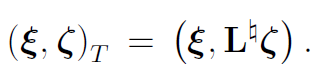 (ξ, ζ)_T = (ξ, L^♮ζ) .